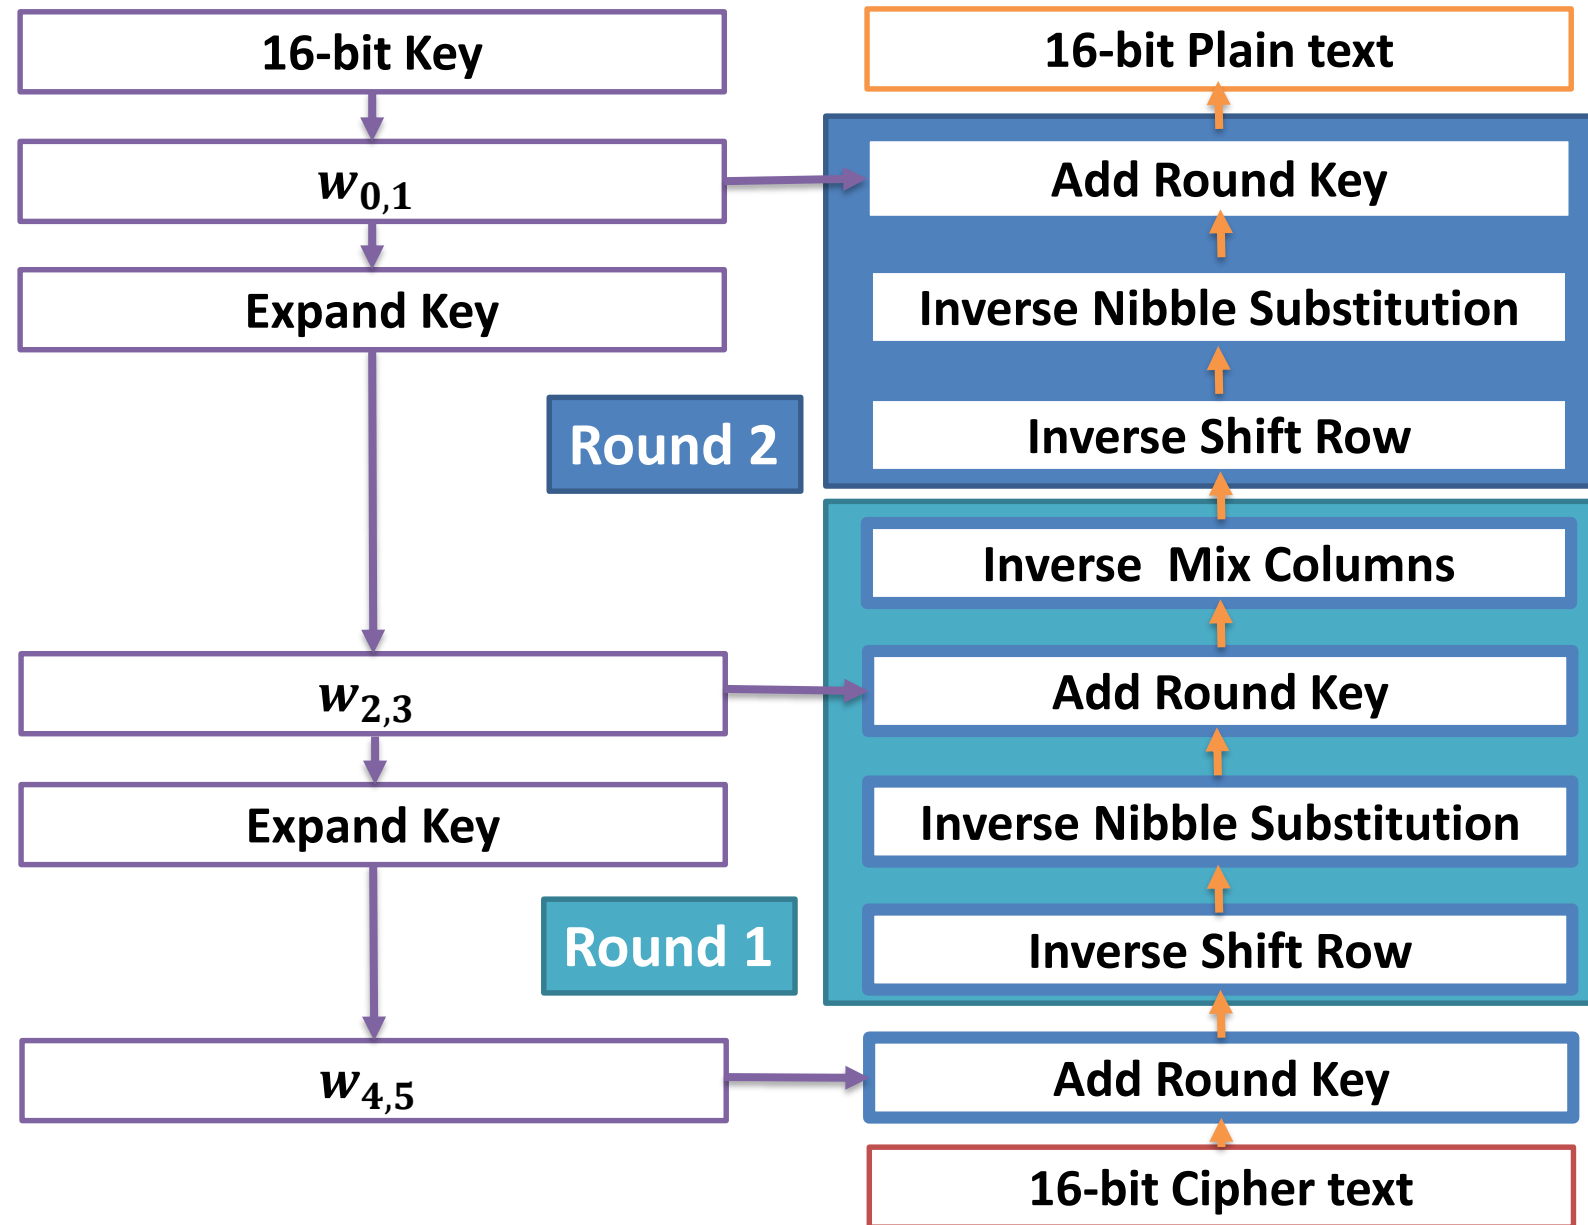 16-bit Key
w0,1
Expand Key
Round 2
w2,3
Expand Key
Round 1
w4,5
16-bit Plain text
Add Round Key
Inverse Nibble Substitution
Inverse Shift Row
Inverse Mix Columns
Add Round Key
Inverse Nibble Substitution
Inverse Shift Row
Add Round Key
16-bit Cipher text